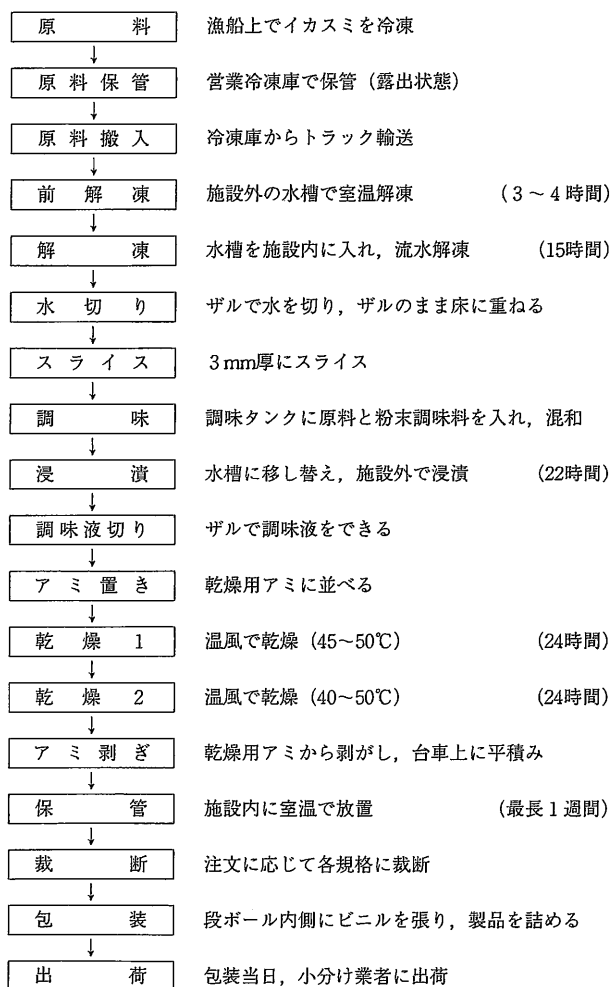 原料 漁船上でイカスミを冷凍
↓
原料保管 営業冷凍庫で保管(露出状態)
↓
原料搬入 冷凍庫からトラック輸送
↓
前解凍 施設外の水槽で室温解凍 (3〜4時間)
↓
解凍 水槽を施設内に入れ,流水解凍 (15時間)
↓
水切り ザルで水を切り,ザルのまま床に重ねる
↓
スライス 3mm厚にスライス
↓
調味 調味タンクに原料と粉末調味料を入れ,混和
↓
浸漬 水槽に移し替え,施設外で浸漬 (22時間)
↓
調味液切り ザルで調味液をできる
↓
アミ置き 乾燥用アミに並べる
↓
乾燥1 温風で乾燥(45~50℃) (24時間)
↓
乾燥2 温風で乾燥(40~50℃) (24時間)
↓
アミ剥ぎ 乾燥用アミから剥がし,台車上に平積み
↓
保管 施設内に室温で放置 (最長1週間)
↓
裁断 注文に応じて各規格に裁断
↓
包装 段ボール内側にビニルを張り,製品を詰める
↓
出荷 包装当日,小分け業者に出荷